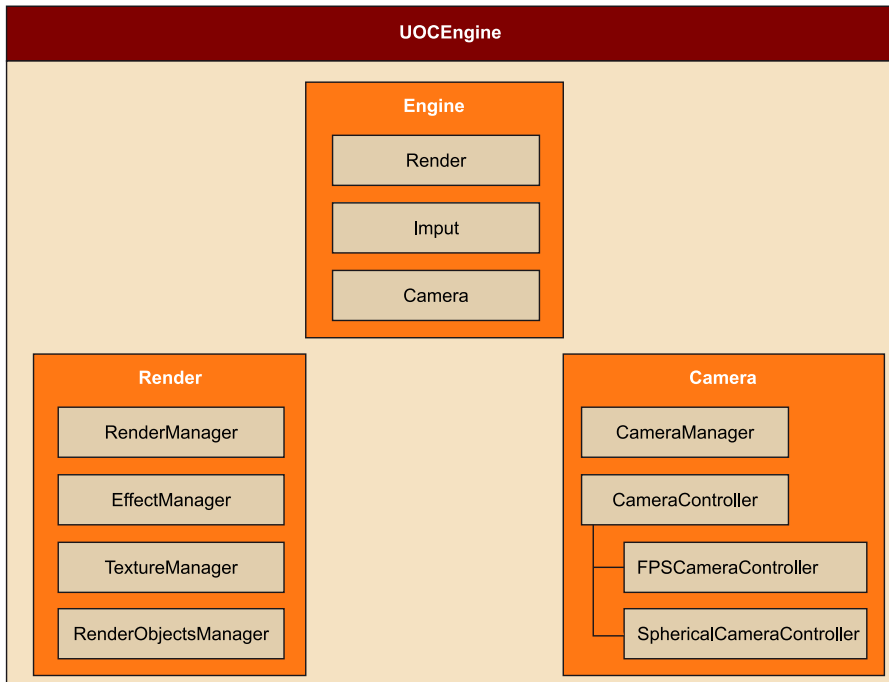 UOCEngine
Engine
Render
Imput
Camera
Render
RenderManager
EffectManager
TextureManager
RenderObjectsManager
Camera
CameraManager
CameraController
FPSCameraController
SphericalCameraController